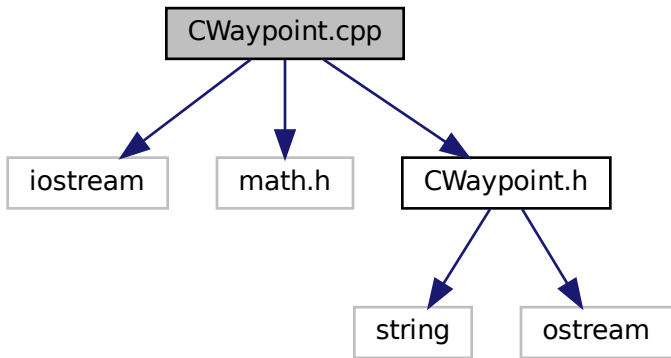 CWaypoint.cpp
iostream
math.h
CWaypoint.h
string
ostream